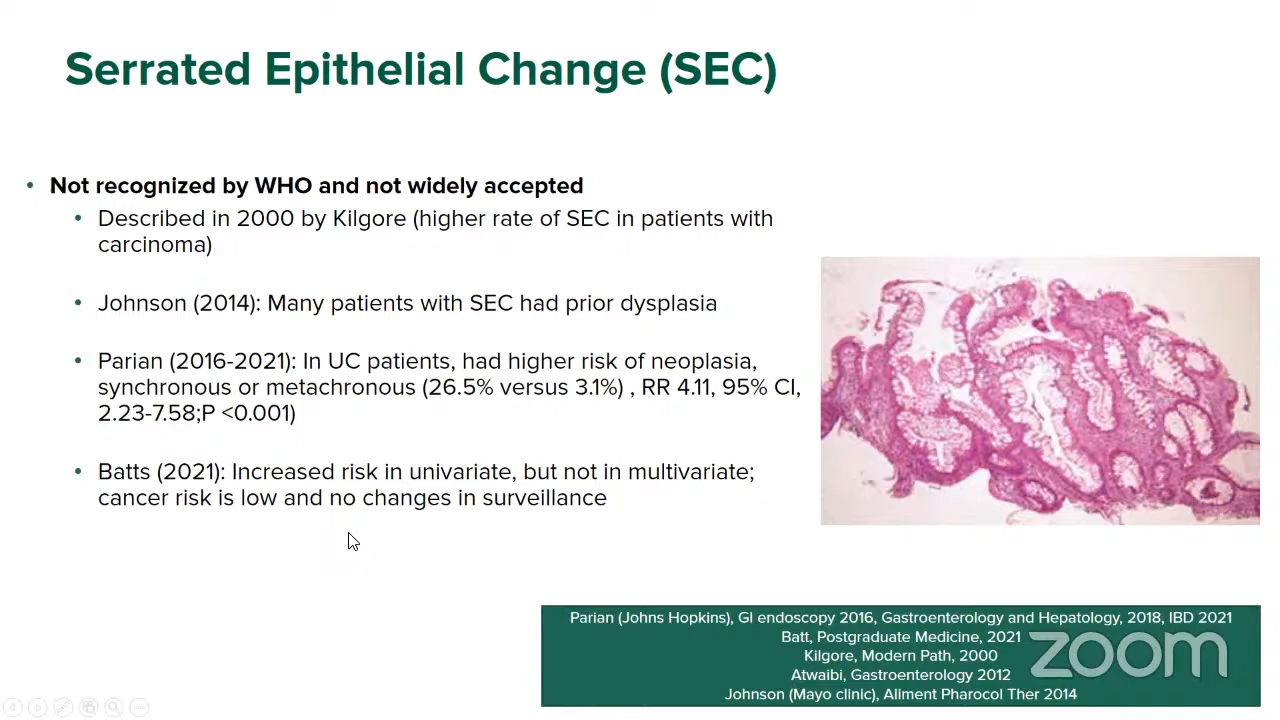 Serrated Epithelial Change (SEC)
• Not recognized by WHO and not widely accepted
• Described in 2000 by Kilgore (higher rate of SEC in patients with
carcinoma)
• Johnson (2014): Many patients with SEC had prior dysplasia
• Parian (2016-2021): In UC patients, had higher risk of neoplasia,
synchronous or metachronous (26.5% versus 3.1%) , RR 4.11, 95% CI,
2.23-7.58;P <0.001)
• Batts (2021): Increased risk in univariate, but not in multivariate;
cancer risk is low and no changes in surveillance
Parian (Johns Hopkins), GI endoscopy 2016, Gastroenterology and Hepatology, 2018, IBD 2021
Batt, Postgraduate Medicine, 2021
Kilgore, Modern Path, 2000
Atwaibi, Gastroenterology 2012
Johnson (Mayo clinic), Aliment Pharocol Ther 2014
zoom